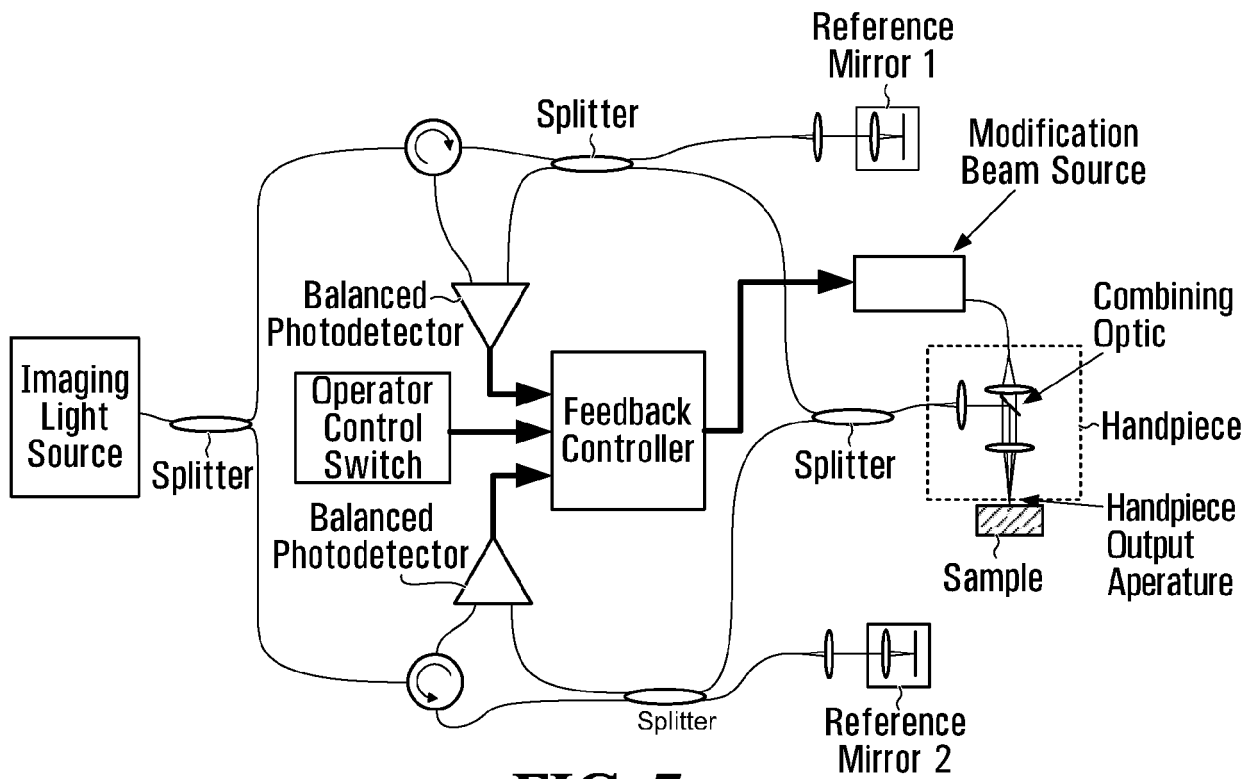 Reference
Mirror 1
Splitter
Modification
Beam Source
Balanced
Photodetector
Combining
Optic
Imaging
Light
Source
Operator
Control
Switch
Feedback
Controller
Handpiece
Splitter
Splitter
Balanced
Photodetector
Handpiece
Output
Aperature
Sample
Splitter
Reference
Mirror 2